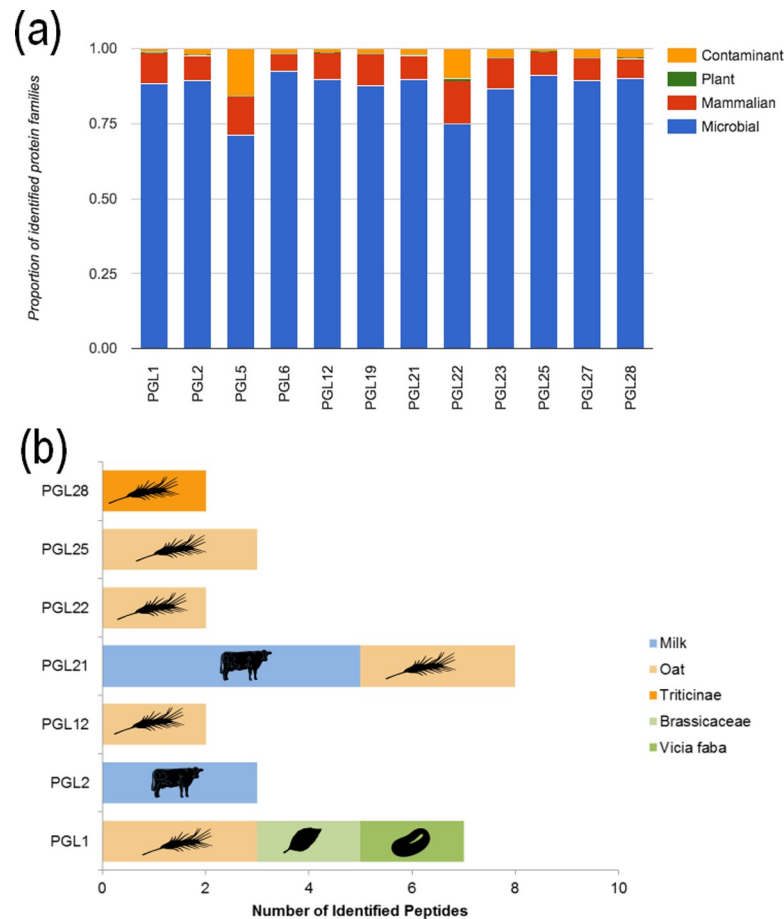 (a)
Proportion of identified protein families
1.00
0.75
0.50
0.25
0.00
PGL1
PGL2
PGL5
PGL6
PGL12
PGL19
PGL21
PGL22
PGL23
PGL25
PGL27
PGL28
Contaminant
Plant
Mammalian
Microbial
(b)
PGL28
PGL25
PGL22
PGL21
PGL12
PGL2
PGL1
0
2
4
6
8
10
Number of Identified Peptides
Milk
Oat
Triticinae
Brassicaceae
Vicia faba